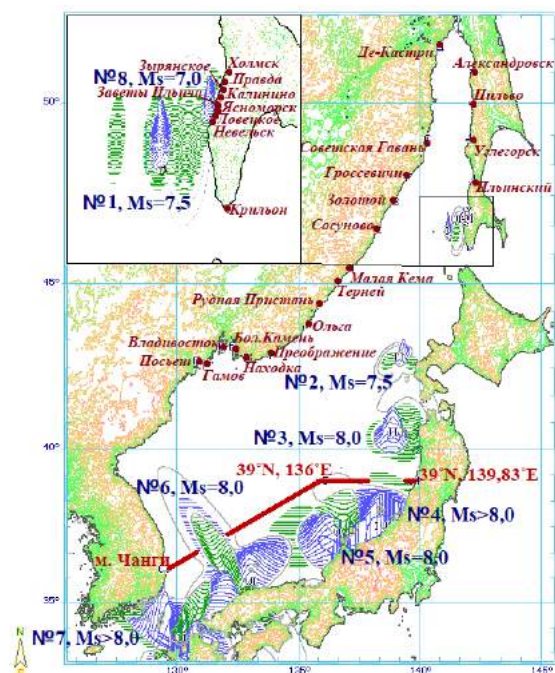 Зырянское
Холмск
№8, Ms=7,0
Правда
Заветы Ильича
Калинино
Ясноморск
Ловецкое
Невельск
№1, Ms=7,5
Крильон
Де-Кастри
Александровск
50°
Пильво
Советская Гавань
Углегорск
Гроссевичи
Ильинский
Золотой
Сосуново
45°
Малая Кема
Терней
Рудная Пристань
Ольга
Владивосток
Бол.Камень
Преображение
Посьет
Находка
Гамов
№2, Ms=7,5
№3, Ms=8,0
40°
39°N, 136°E
39°N, 139,83°E
№6, Ms=8,0
№4, Ms>8,0
№5, Ms=8,0
м. Чанги
35°
№7, Ms>8,0
N
130°
135°
140°
145°